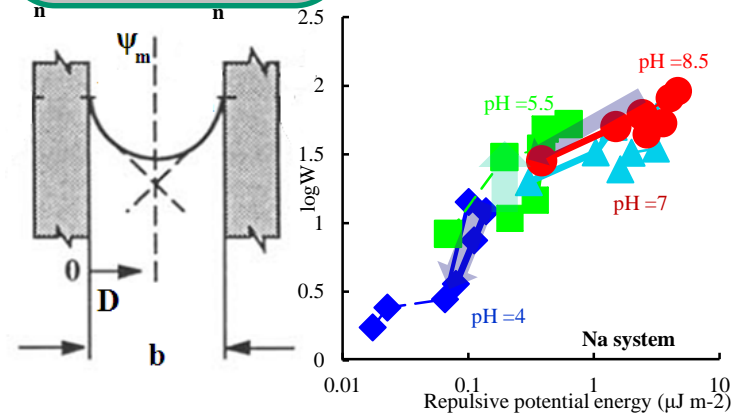 n
n
ψm
0
D
b
2.5
2
1.5
1
0.5
0
logW
pH =8.5
pH =5.5
pH =7
pH =4
Na system
0.01
0.1
1
10
Repulsive potential energy (μJ m-2)